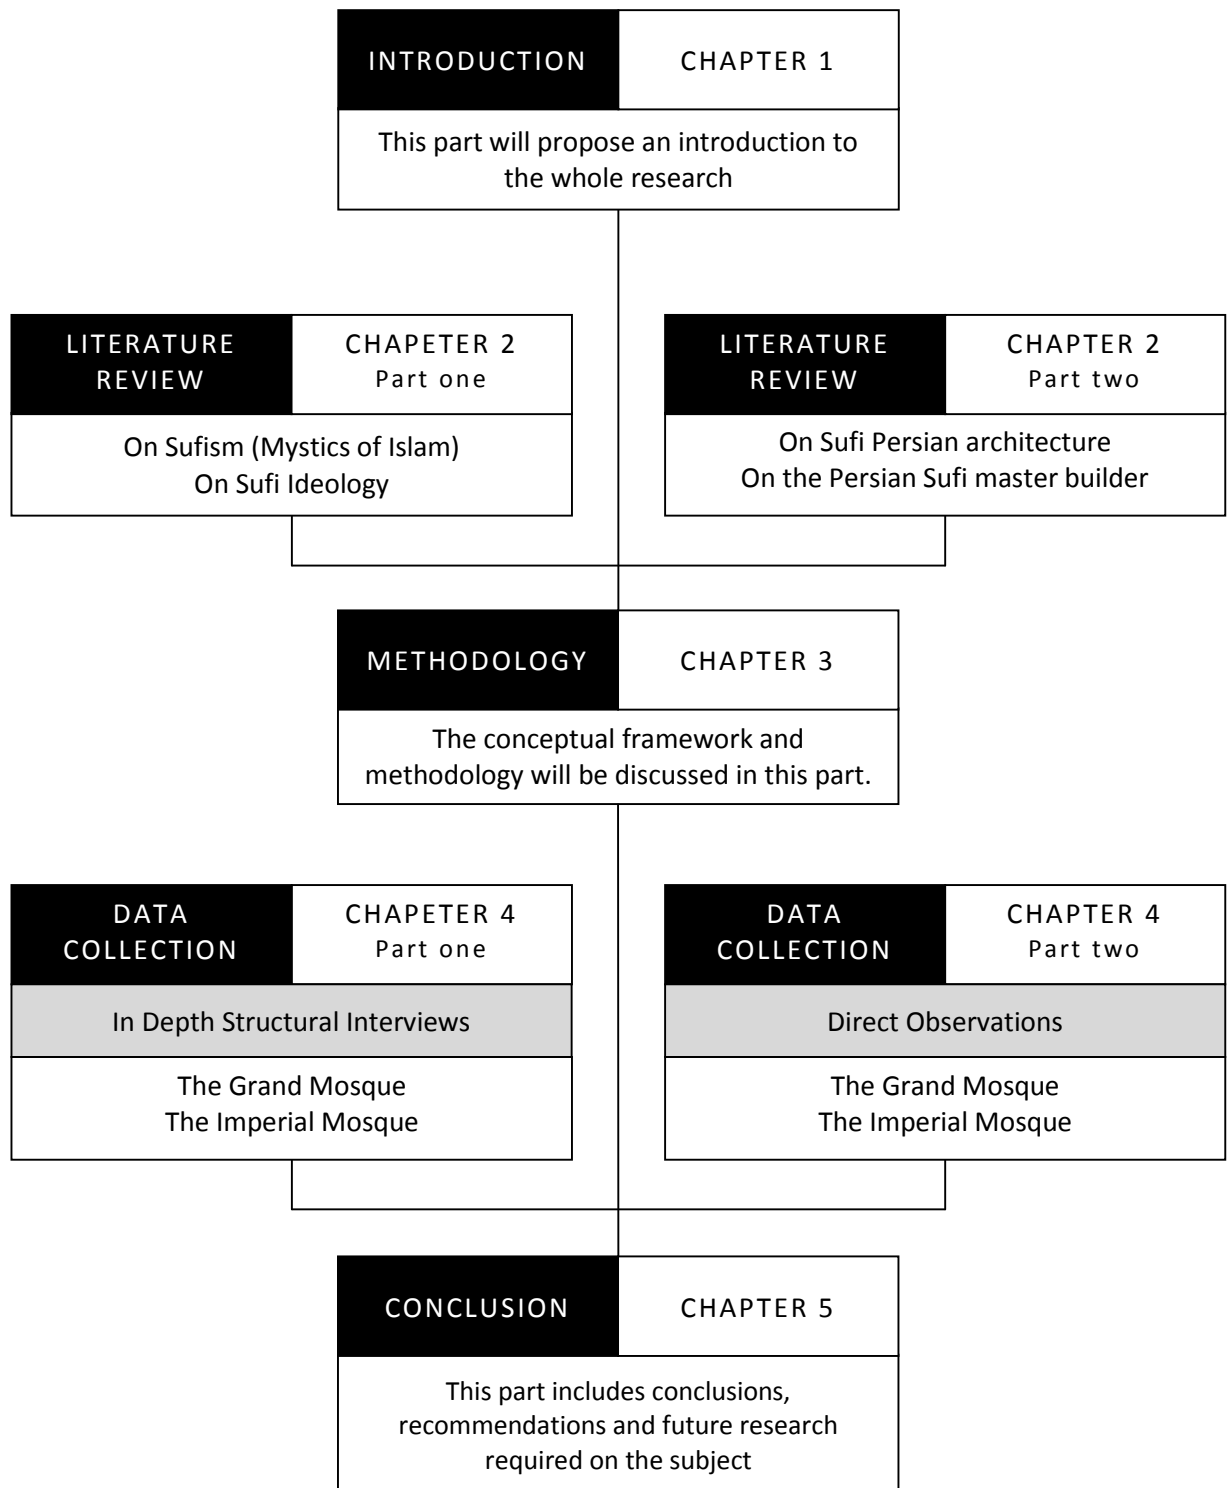 INTRODUCTION
CHAPTER 1
This part will propose an introduction to
the whole research
LITERATURE
REVIEW
CHAPETER 2
Part one
On Sufism (Mystics of Islam)
On Sufi Ideology
LITERATURE
REVIEW
CHAPTER 2
Part two
On Sufi Persian architecture
On the Persian Sufi master builder
METHODOLOGY
CHAPTER 3
The conceptual framework and
methodology will be discussed in this part.
DATA
COLLECTION
CHAPETER 4
Part one
In Depth Structural Interviews
The Grand Mosque
The Imperial Mosque
DATA
COLLECTION
CHAPTER 4
Part two
Direct Observations
The Grand Mosque
The Imperial Mosque
CONCLUSION
CHAPTER 5
This part includes conclusions,
recommendations and future research
required on the subject